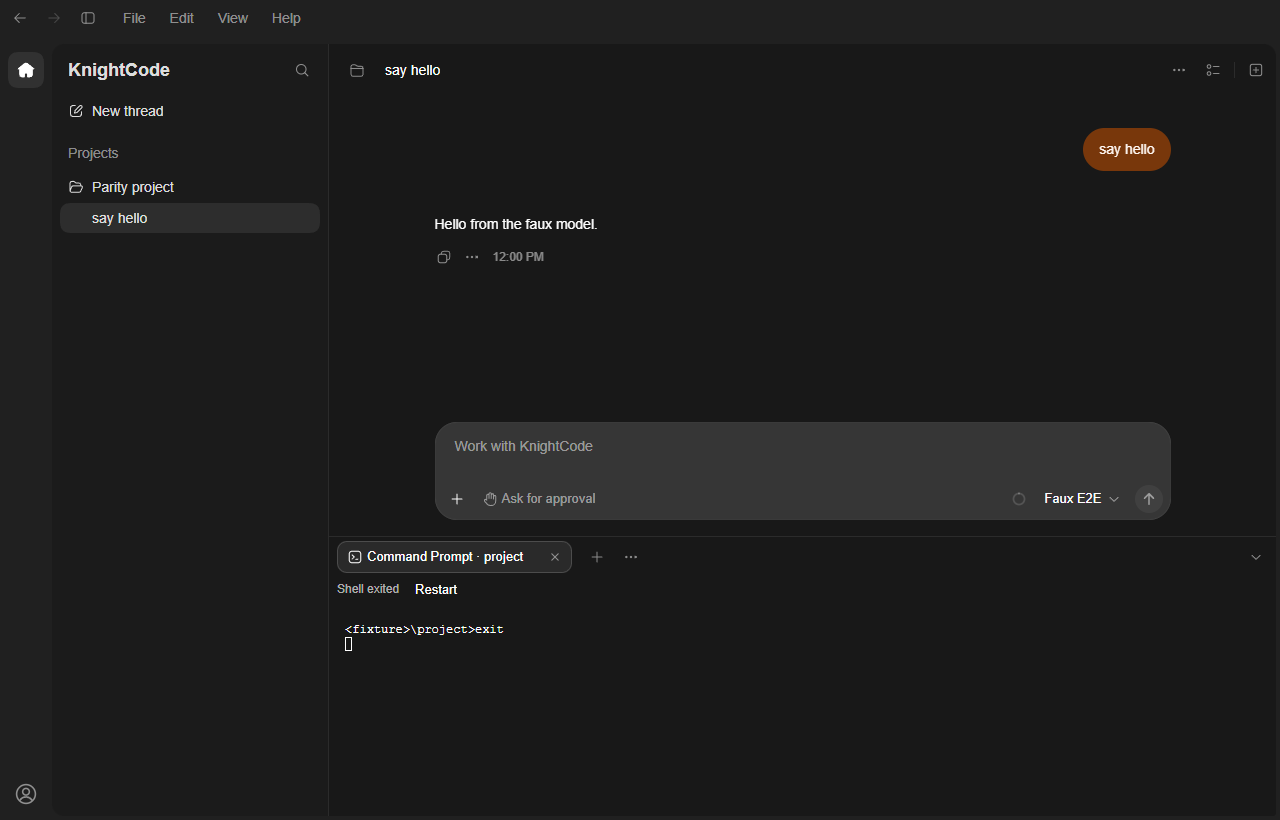 File Edit View Help
KnightCode
New thread
Projects
Parity project
say hello
say hello
say hello
Hello from the faux model.
12:00 PM
Work with KnightCode
Ask for approval
Faux E2E
Command Prompt · project
Shell exited Restart
<fixture>\project>exit